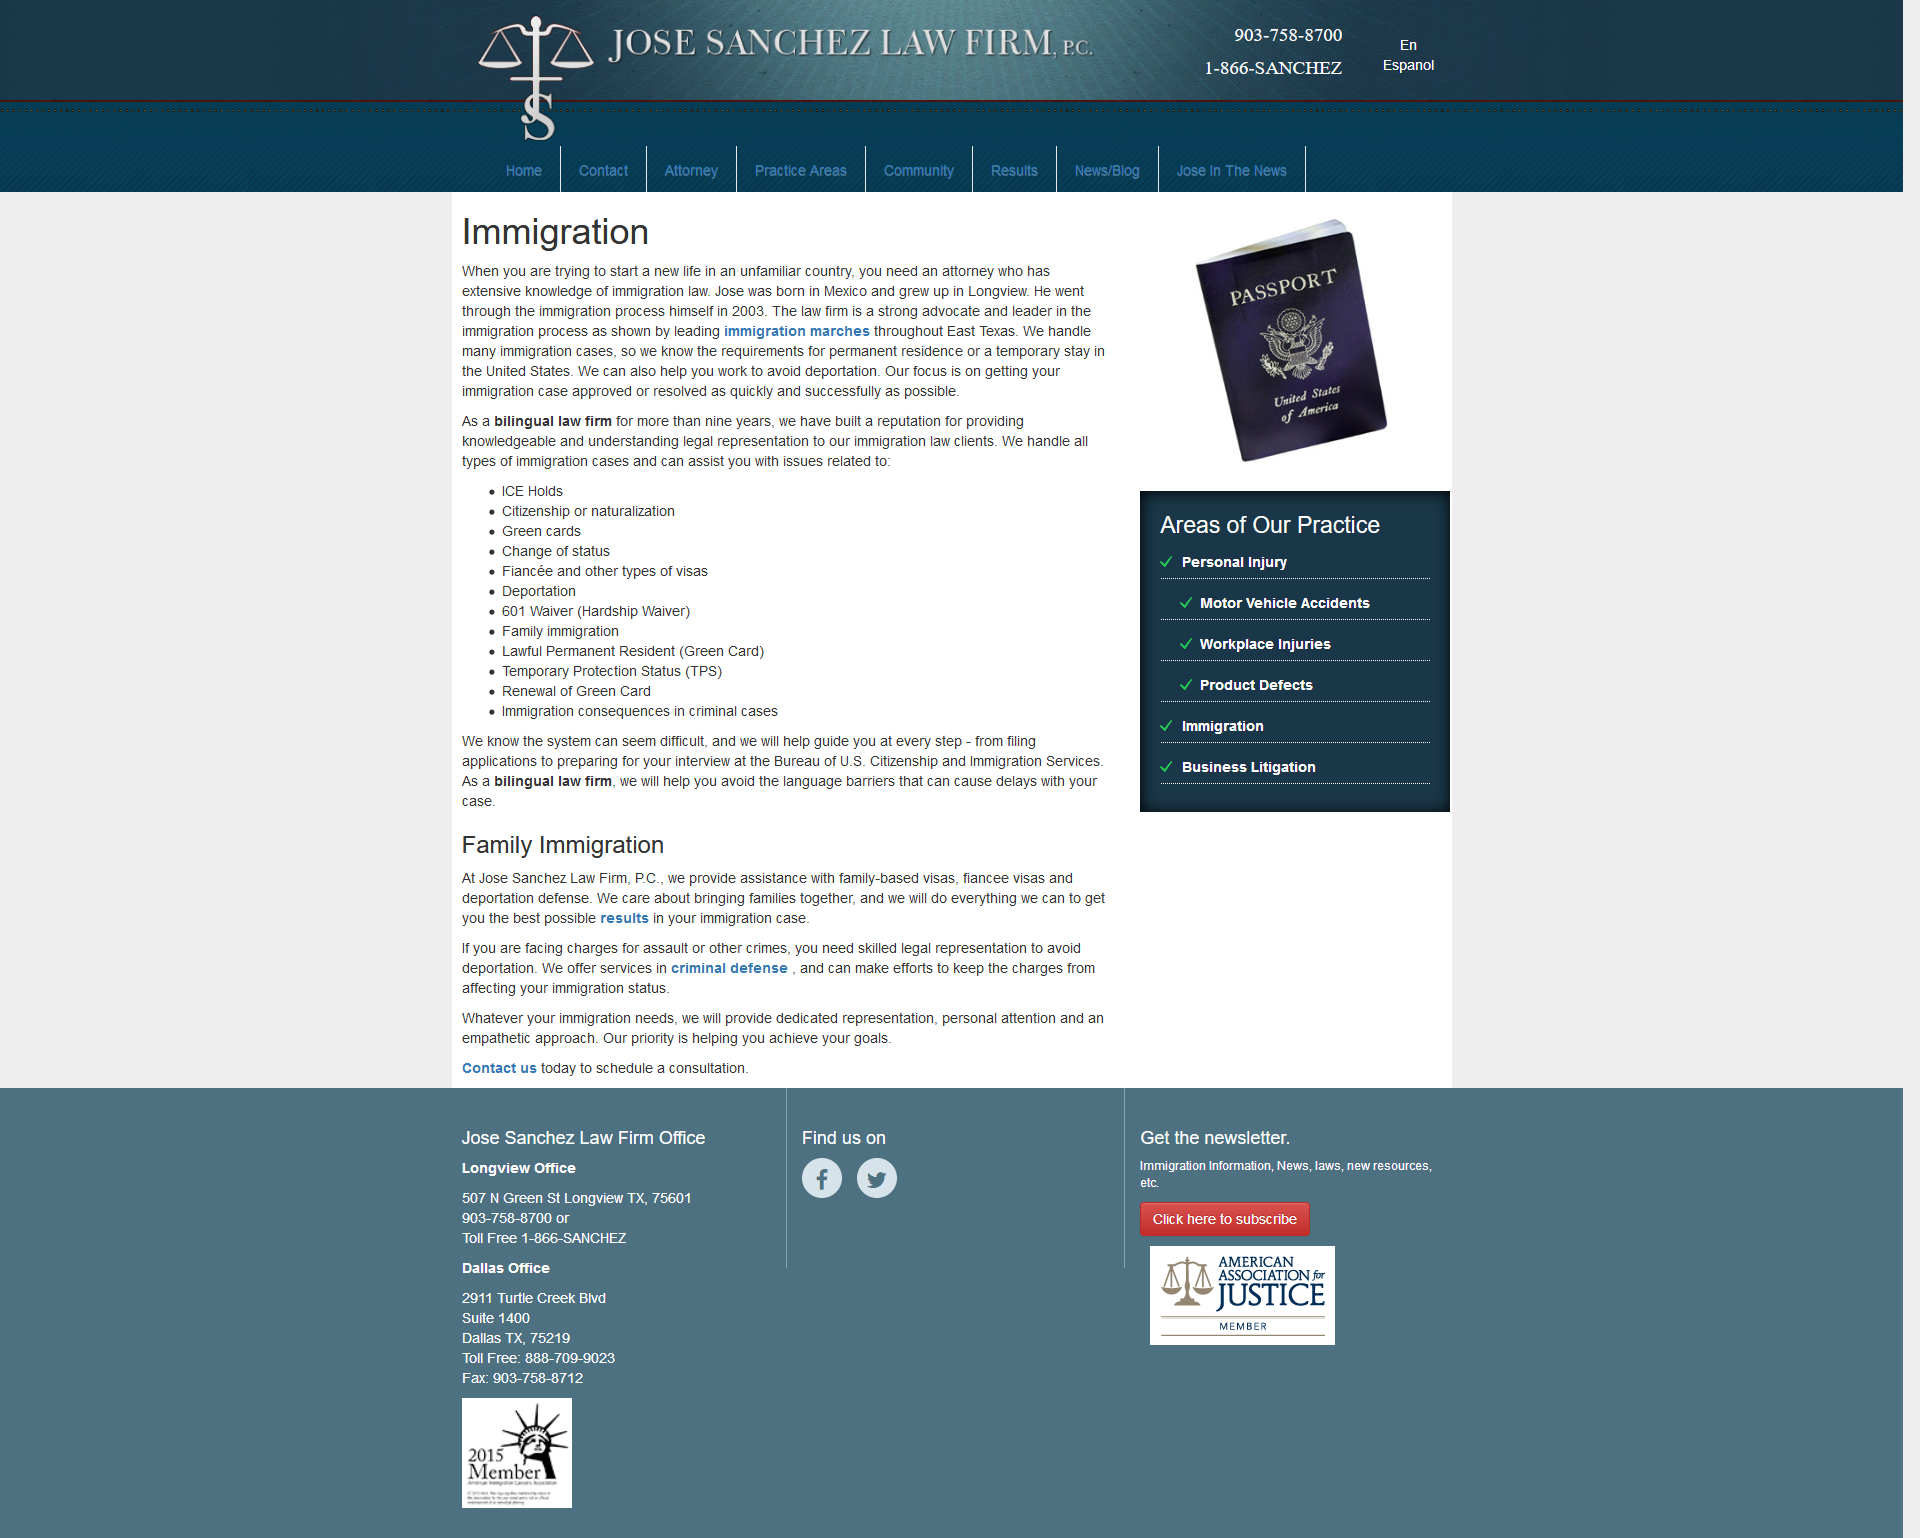 JOSE SANCHEZ LAW FIRM, P.C.
903-758-8700
1-866-SANCHEZ
En
Espanol
JS
Home
Contact
Attorney
Practice Areas
Community
Results
News/Blog
Jose In The News
Immigration
When you are trying to start a new life in an unfamiliar country, you need an attorney who has
extensive knowledge of immigration law. Jose was born in Mexico and grew up in Longview. He went
through the immigration process himself in 2003. The law firm is a strong advocate and leader in the
immigration process as shown by leading immigration marches throughout East Texas. We handle
many immigration cases, so we know the requirements for permanent residence or a temporary stay in
the United States. We can also help you work to avoid deportation. Our focus is on getting your
immigration case approved or resolved as quickly and successfully as possible.
As a bilingual law firm for more than nine years, we have built a reputation for providing
knowledgeable and understanding legal representation to our immigration law clients. We handle all
types of immigration cases and can assist you with issues related to:
ICE Holds
Citizenship or naturalization
Green cards
Change of status
Fiancée and other types of visas
Deportation
601 Waiver (Hardship Waiver)
Family immigration
Lawful Permanent Resident (Green Card)
Temporary Protection Status (TPS)
Renewal of Green Card
Immigration consequences in criminal cases
We know the system can seem difficult, and we will help guide you at every step - from filing
applications to preparing for your interview at the Bureau of U.S. Citizenship and Immigration Services.
As a bilingual law firm, we will help you avoid the language barriers that can cause delays with your
case.
Family Immigration
At Jose Sanchez Law Firm, P.C., we provide assistance with family-based visas, fiancee visas and
deportation defense. We care about bringing families together, and we will do everything we can to get
you the best possible results in your immigration case.
If you are facing charges for assault or other crimes, you need skilled legal representation to avoid
deportation. We offer services in criminal defense , and can make efforts to keep the charges from
affecting your immigration status.
Whatever your immigration needs, we will provide dedicated representation, personal attention and an
empathetic approach. Our priority is helping you achieve your goals.
Contact us today to schedule a consultation.
PASSPORT
United States
of America
Areas of Our Practice
Personal Injury
Motor Vehicle Accidents
Workplace Injuries
Product Defects
Immigration
Business Litigation
Jose Sanchez Law Firm Office
Longview Office
507 N Green St Longview TX, 75601
903-758-8700 or
Toll Free 1-866-SANCHEZ
Dallas Office
2911 Turtle Creek Blvd
Suite 1400
Dallas TX, 75219
Toll Free: 888-709-9023
Fax: 903-758-8712
2015
Member
American Immigration Lawyers Association
Find us on
Get the newsletter.
Immigration Information, News, laws, new resources,
etc.
Click here to subscribe
AMERICAN
ASSOCIATION for
JUSTICE
MEMBER